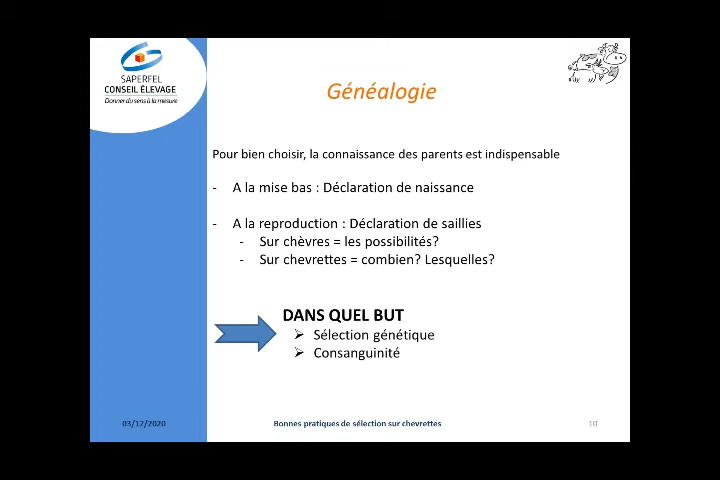 SAPERFEL
CONSEIL ÉLEVAGE
Donner du sens à la mesure
Généalogie
Pour bien choisir, la connaissance des parents est indispensable
- A la mise bas : Déclaration de naissance
- A la reproduction : Déclaration de saillies
- Sur chèvres = les possibilités?
- Sur chevrettes = combien? Lesquelles?
DANS QUEL BUT
➢ Sélection génétique
➢ Consanguinité
03/12/2020
Bonnes pratiques de sélection sur chevrettes
10